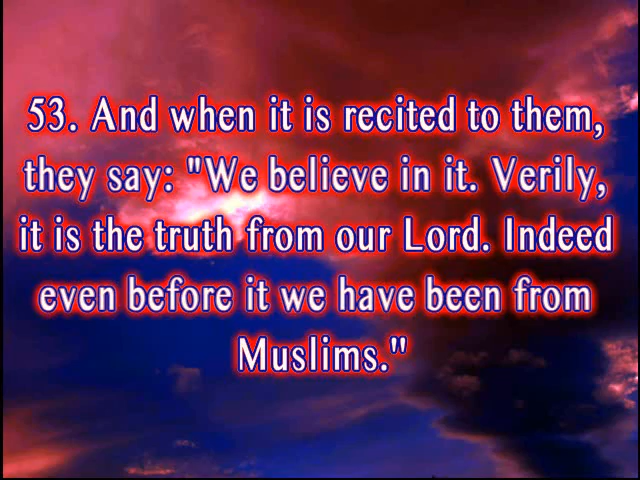 53. And when it is recited to them,
they say: "We believe in it. Verily,
it is the truth from our Lord. Indeed
even before it we have been from
Muslims."